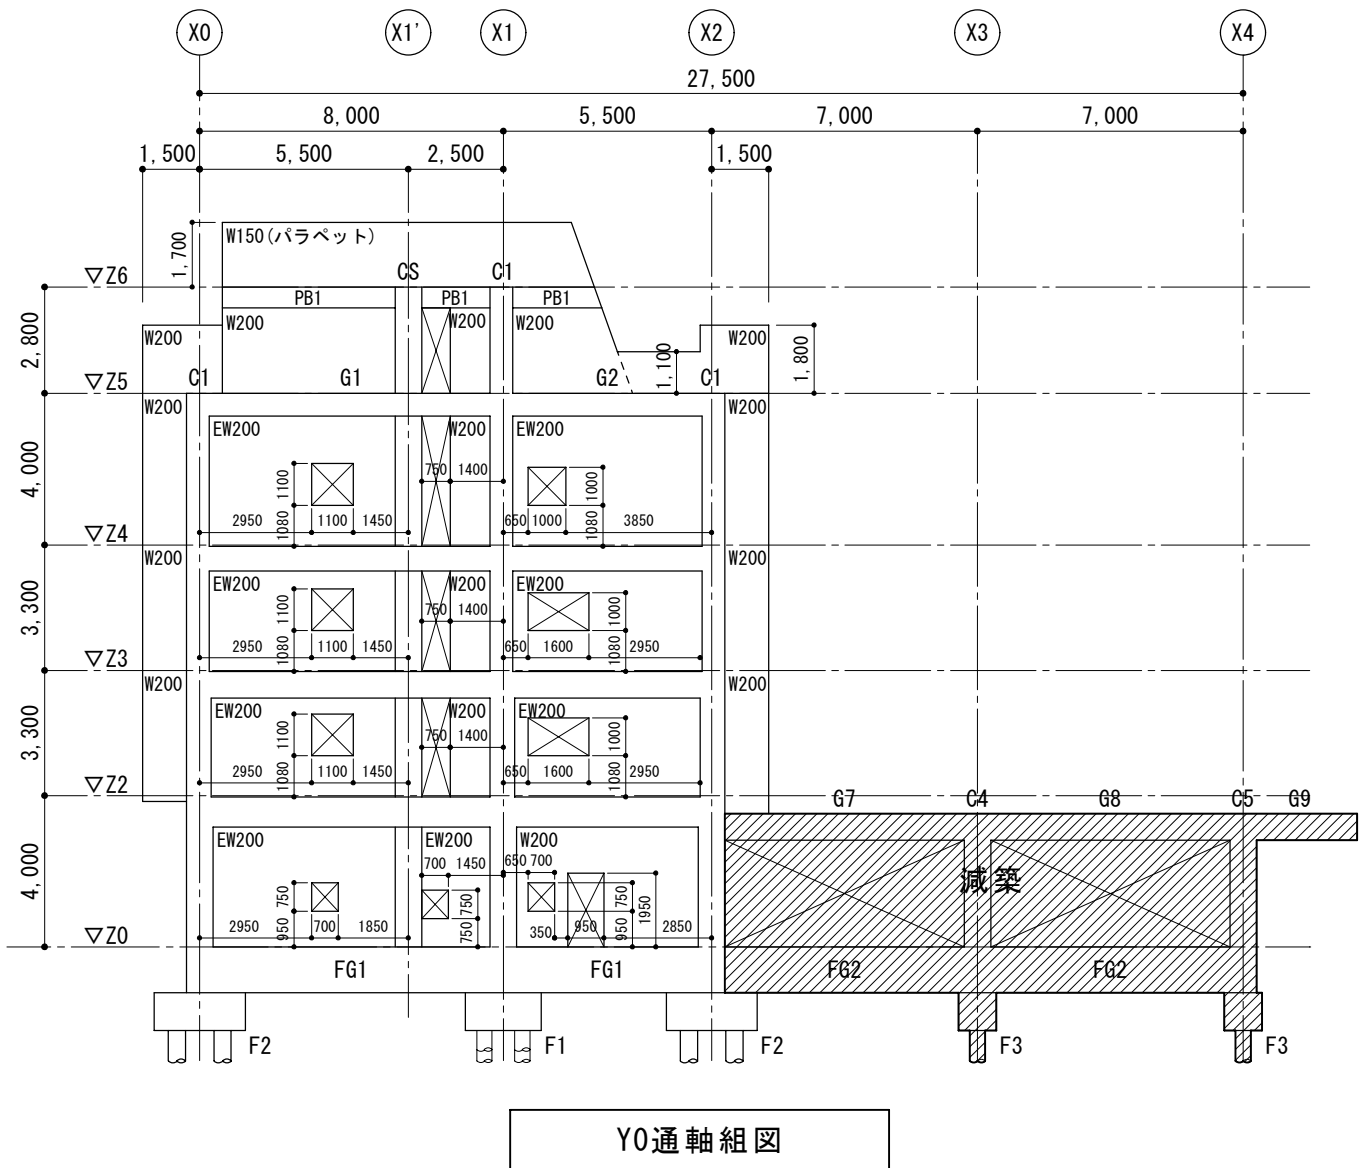 X0 X1' X1 X2 X3 X4
27,500
8,000 5,500 7,000 7,000
1,500 5,500 2,500 1,500
W150(パラペット)
1,700
▽Z6 CS C1
PB1 PB1 PB1
W200 W200 W200 W200 W200
2,800 1,100 1,800
▽Z5 C1 G1 G2 C1
W200 W200
EW200 W200 EW200
4,000 1100 750 1400 1000
2950 1080 1100 1450 650 1000 1080 3850
▽Z4
W200 W200
EW200 W200 EW200
3,300 1100 750 1400 1000
2950 1080 1100 1450 650 1600 1080 2950
▽Z3
W200 W200
EW200 W200 EW200
3,300 1100 750 1400 1000
2950 1080 1100 1450 650 1600 1080 2950
▽Z2 G7 C4 G8 C5 G9
EW200 EW200 W200
700 1450 650 700
4,000 750 750 750 1950 減築
2950 950 700 1850 750 350 950 950 2850
▽Z0
FG1 FG1 FG2 FG2
F2 F1 F2 F3 F3
Y0通軸組図